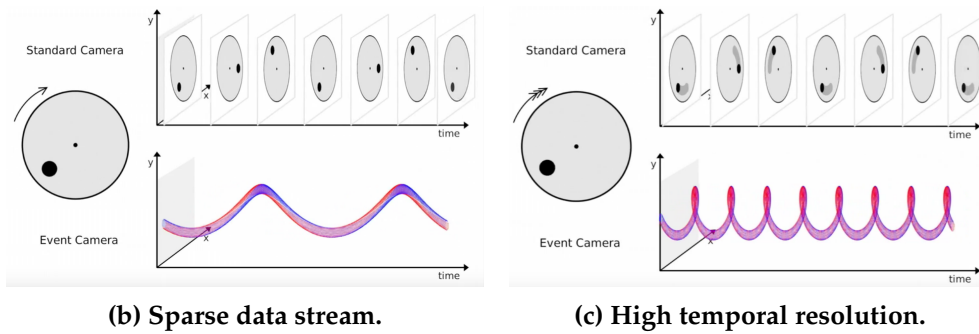 Standard Camera
Event Camera
y
x
time
y
x
time
(b) Sparse data stream.
Standard Camera
Event Camera
y
time
y
x
time
(c) High temporal resolution.